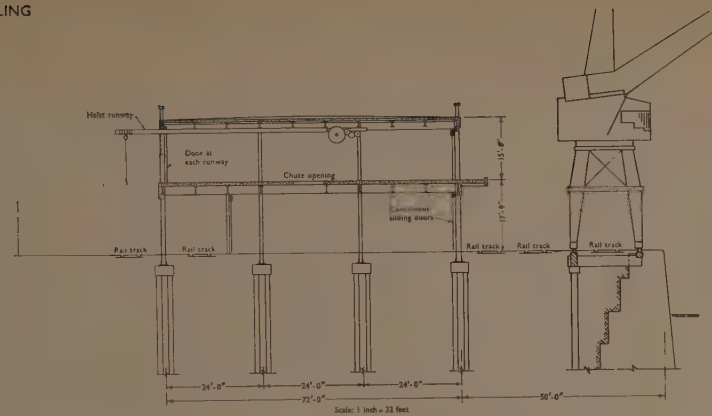 LING
Hoist runway
Door at
each runway
Chute opening
15'-0"
17'-9"
sliding doors
Rail track
Rail track
Rail track
Rail track
Rail track
24'-0"
24'-0"
24'-0"
72'-0"
50'-0"
Scale: 1 inch = 32 feet